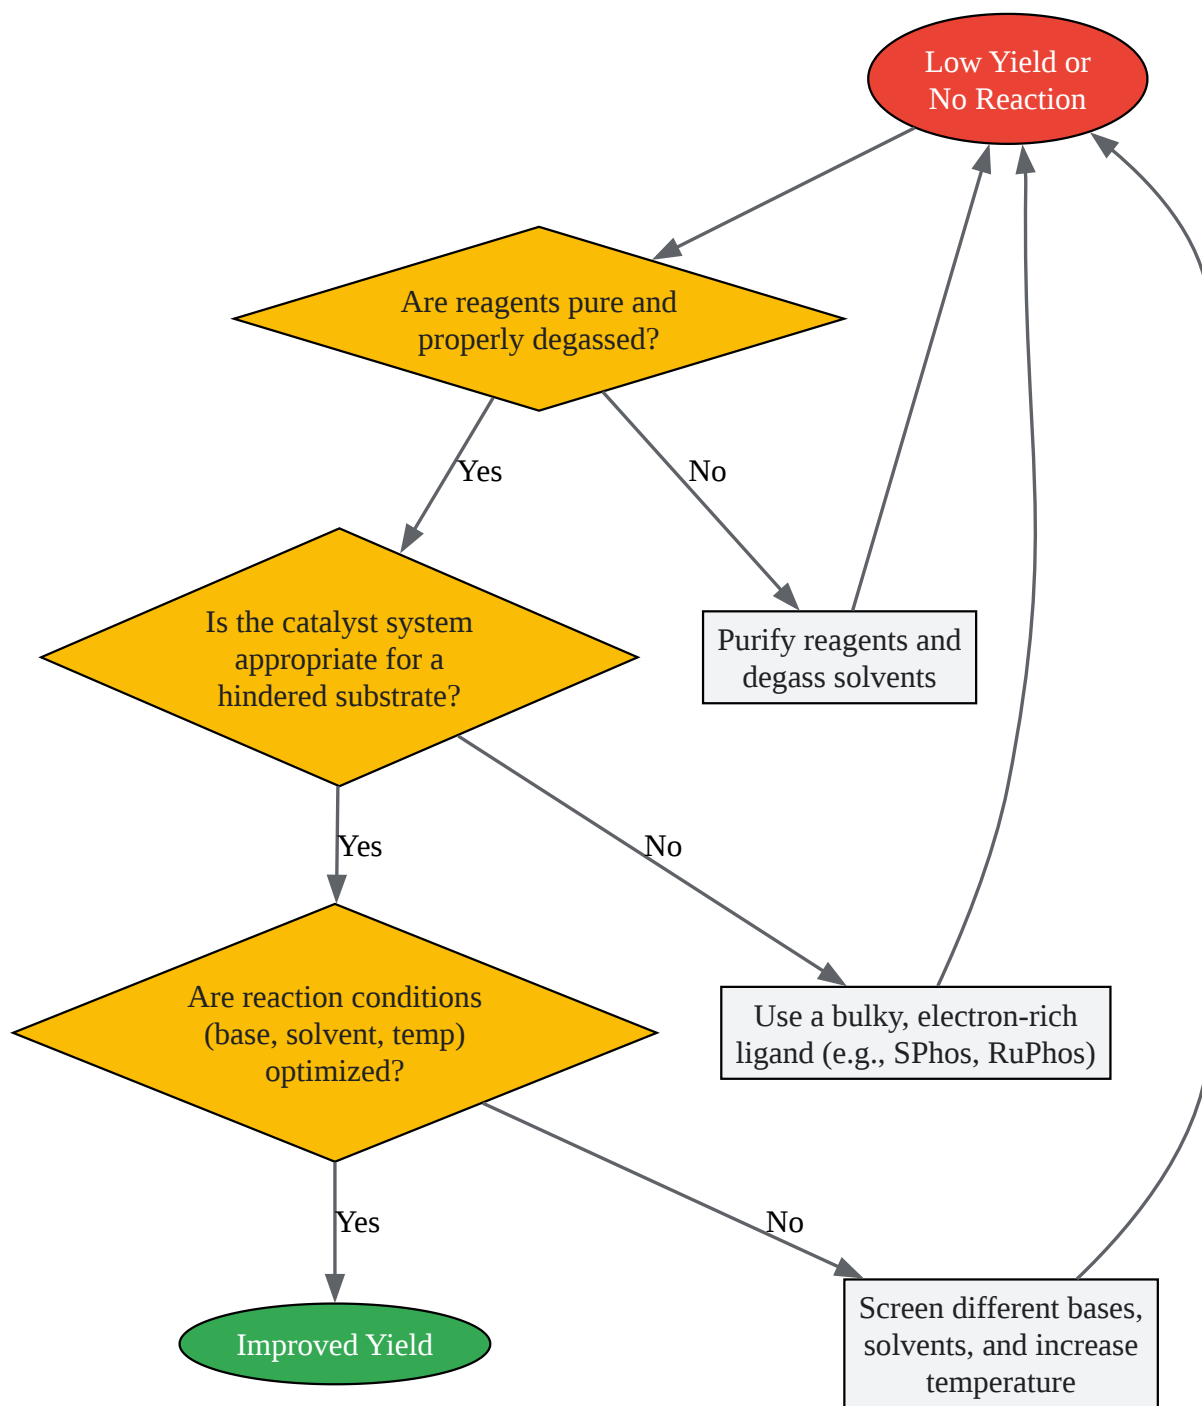 Low Yield or
No Reaction
Are reagents pure and
properly degassed?
Yes
No
Is the catalyst system
appropriate for a
hindered substrate?
Purify reagents and
degass solvents
Yes
No
Are reaction conditions
(base, solvent, temp)
optimized?
Use a bulky, electron-rich
ligand (e.g., SPhos, RuPhos)
Yes
No
Improved Yield
Screen different bases,
solvents, and increase
temperature